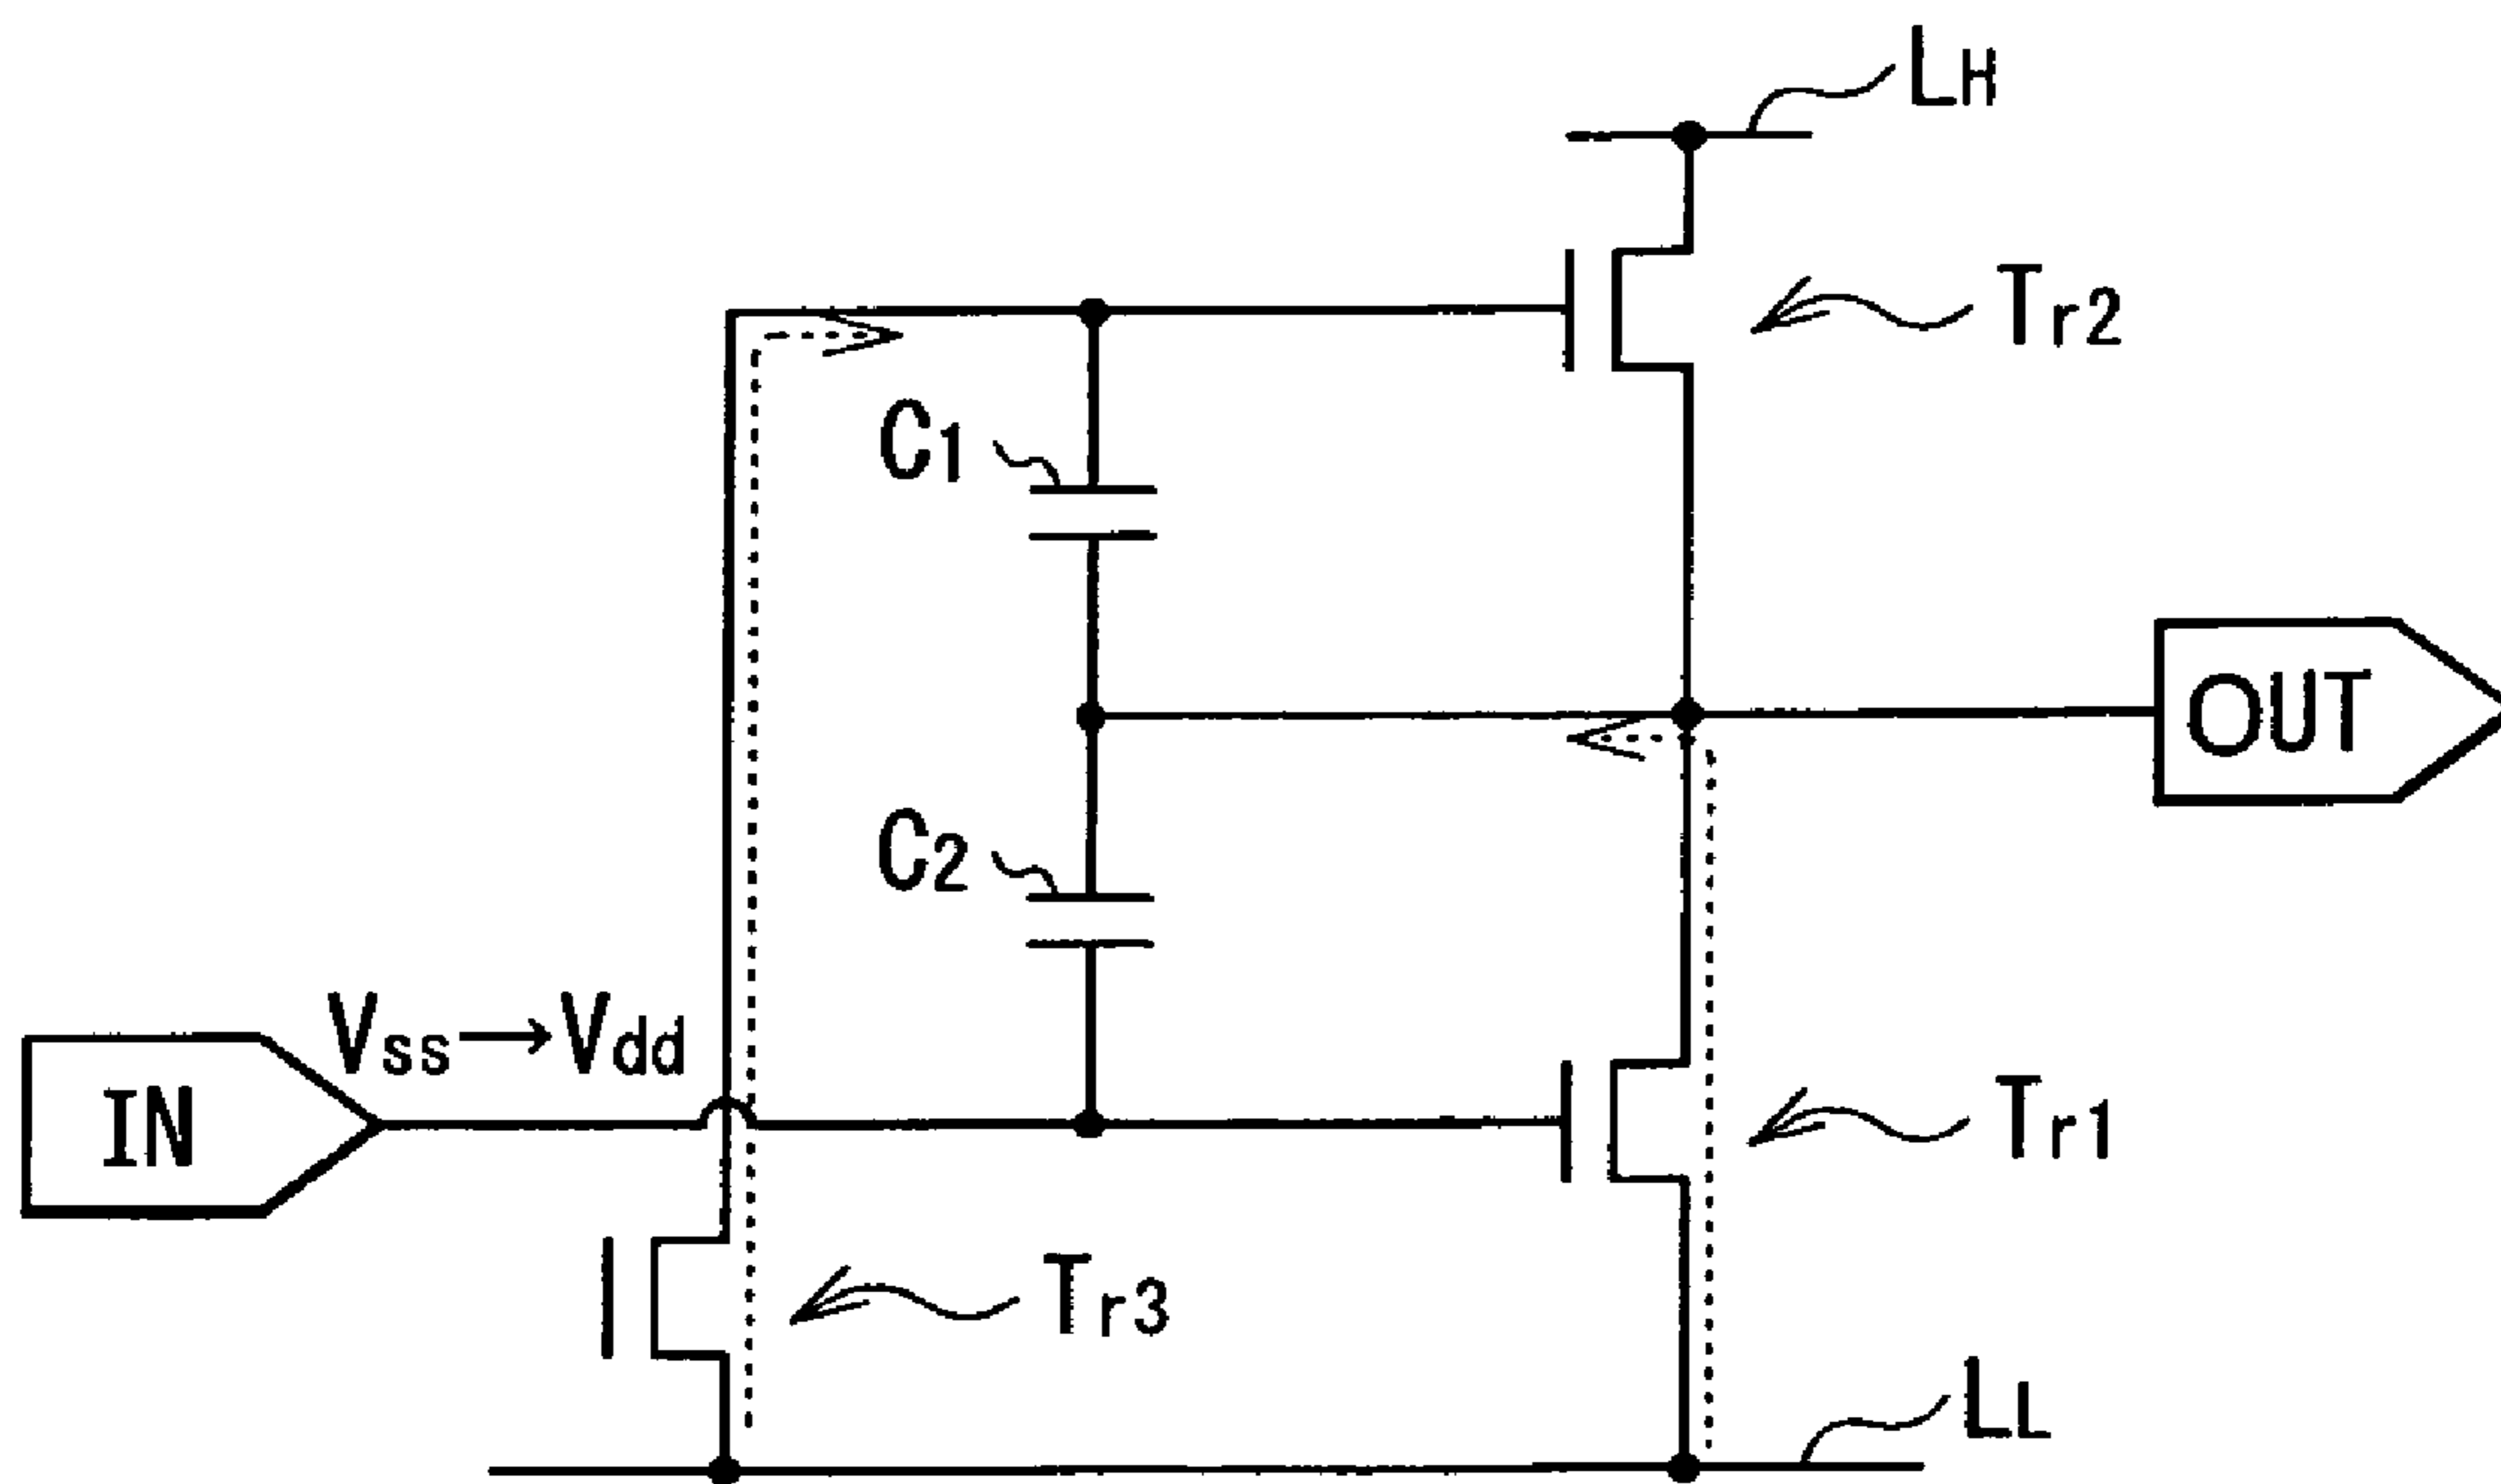 LH
Tr2
C1
OUT
C2
Vss→Vdd
IN
Tr1
Tr3
LL